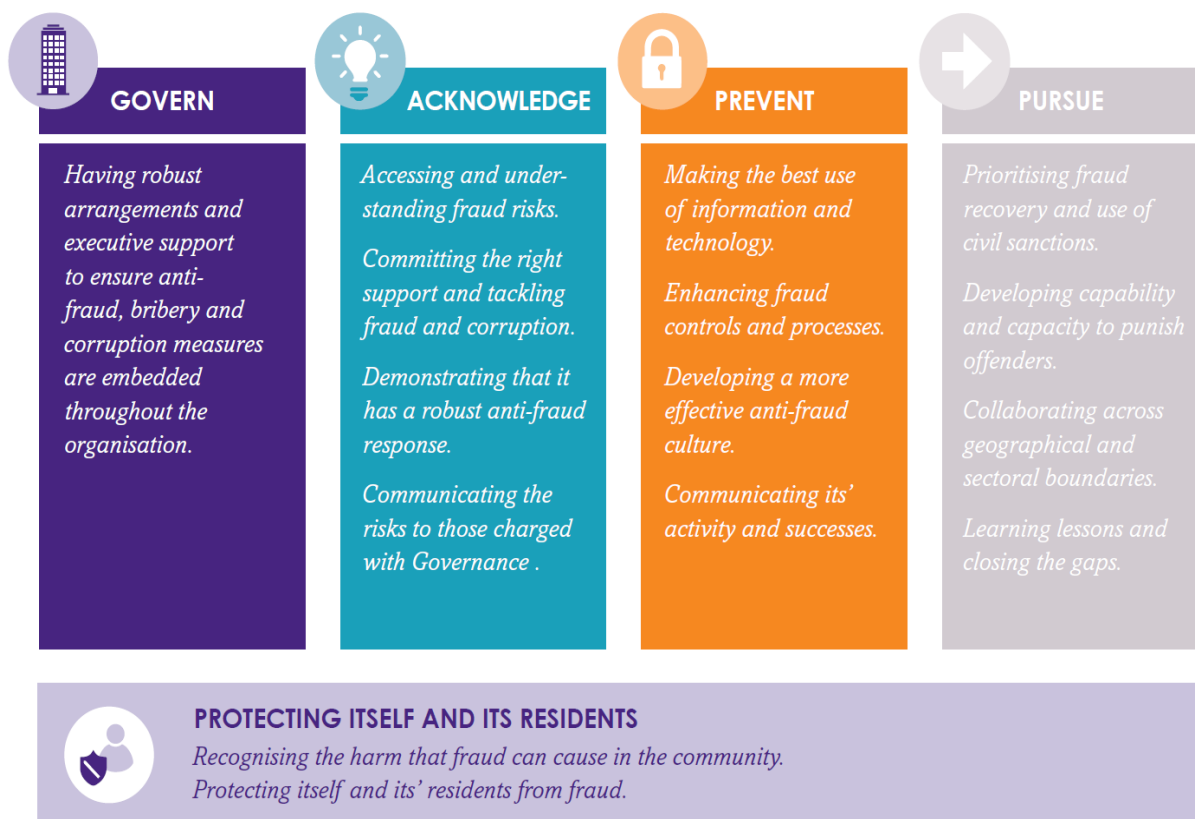 GOVERN
Having robust
arrangements and
executive support
to ensure anti-
fraud, bribery and
corruption measures
are embedded
throughout the
organisation.
ACKNOWLEDGE
Accessing and under-
standing fraud risks.
Committing the right
support and tackling
fraud and corruption.
Demonstrating that it
has a robust anti-fraud
response.
Communicating the
risks to those charged
with Governance .
PREVENT
Making the best use
of information and
technology.
Enhancing fraud
controls and processes.
Developing a more
effective anti-fraud
culture.
Communicating its’
activity and successes.
PURSUE
Prioritising fraud
recovery and use of
civil sanctions.
Developing capability
and capacity to punish
offenders.
Collaborating across
geographical and
sectoral boundaries.
Learning lessons and
closing the gaps.
PROTECTING ITSELF AND ITS RESIDENTS
Recognising the harm that fraud can cause in the community.
Protecting itself and its’ residents from fraud.